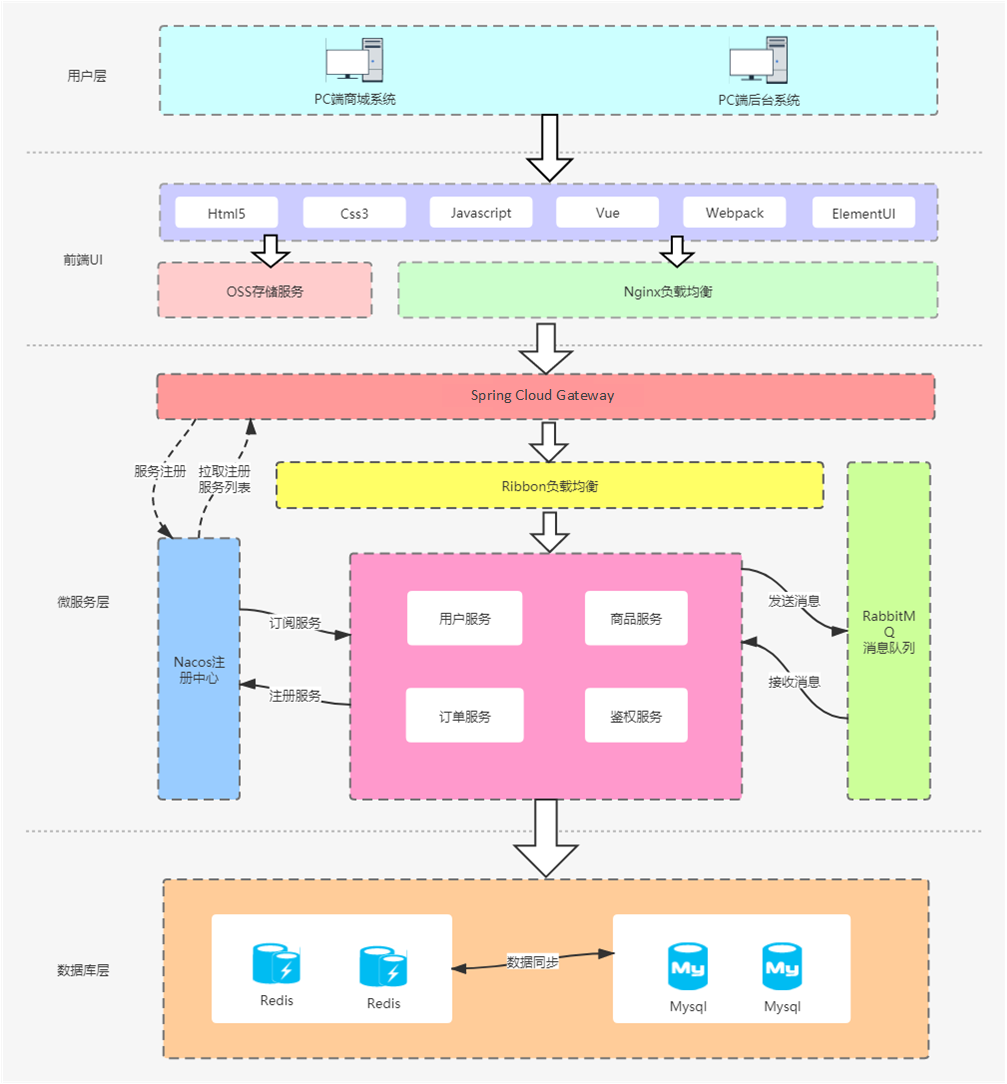 用户层
PC端商城系统
PC端后台系统
前端UI
Html5
Css3
Javascript
Vue
Webpack
ElementUI
OSS存储服务
Nginx负载均衡
Spring Cloud Gateway
服务注册
拉取注册
服务列表
Ribbon负载均衡
微服务层
Nacos注
册中心
订阅服务
注册服务
用户服务
商品服务
订单服务
鉴权服务
发送消息
接收消息
RabbitM
Q
消息队列
数据库层
Redis
Redis
数据同步
My
Mysql
My
Mysql